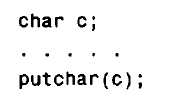 char c;
. . . . .
putchar(c);